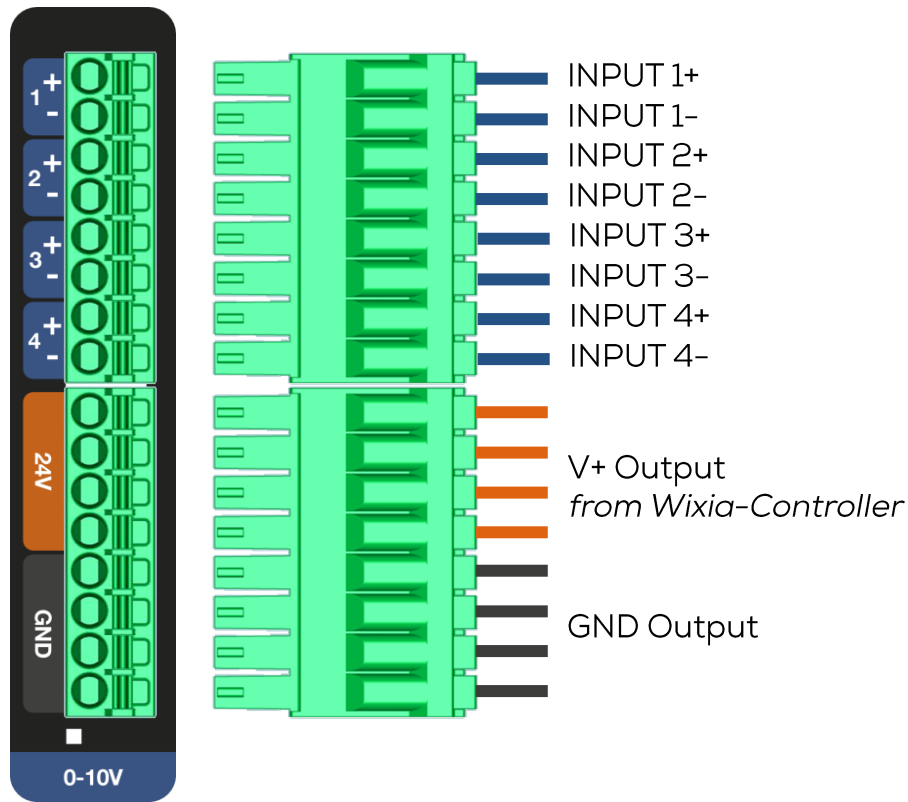 1 +
-
2 +
-
3 +
-
4 +
-
24V
GND
0-10V
INPUT 1+
INPUT 1-
INPUT 2+
INPUT 2-
INPUT 3+
INPUT 3-
INPUT 4+
INPUT 4-
V+ Output
from Wixia-Controller
GND Output